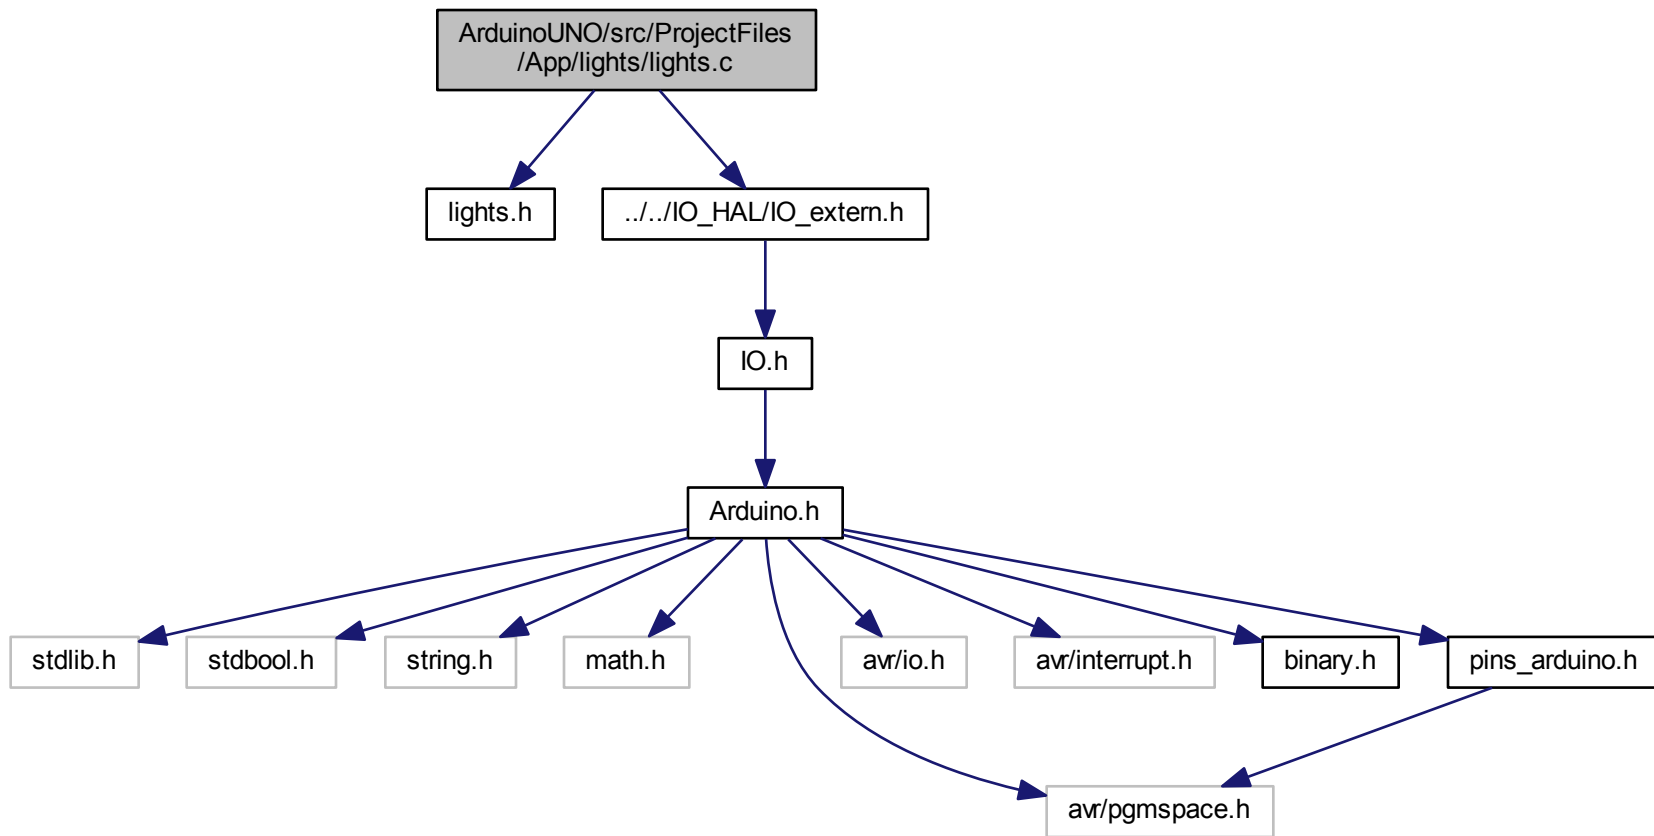 ArduinoUNO/src/ProjectFiles
/App/lights/lights.c
lights.h
../../IO_HAL/IO_extern.h
IO.h
Arduino.h
stdlib.h
stdbool.h
string.h
math.h
avr/io.h
avr/interrupt.h
binary.h
pins_arduino.h
avr/pgmspace.h